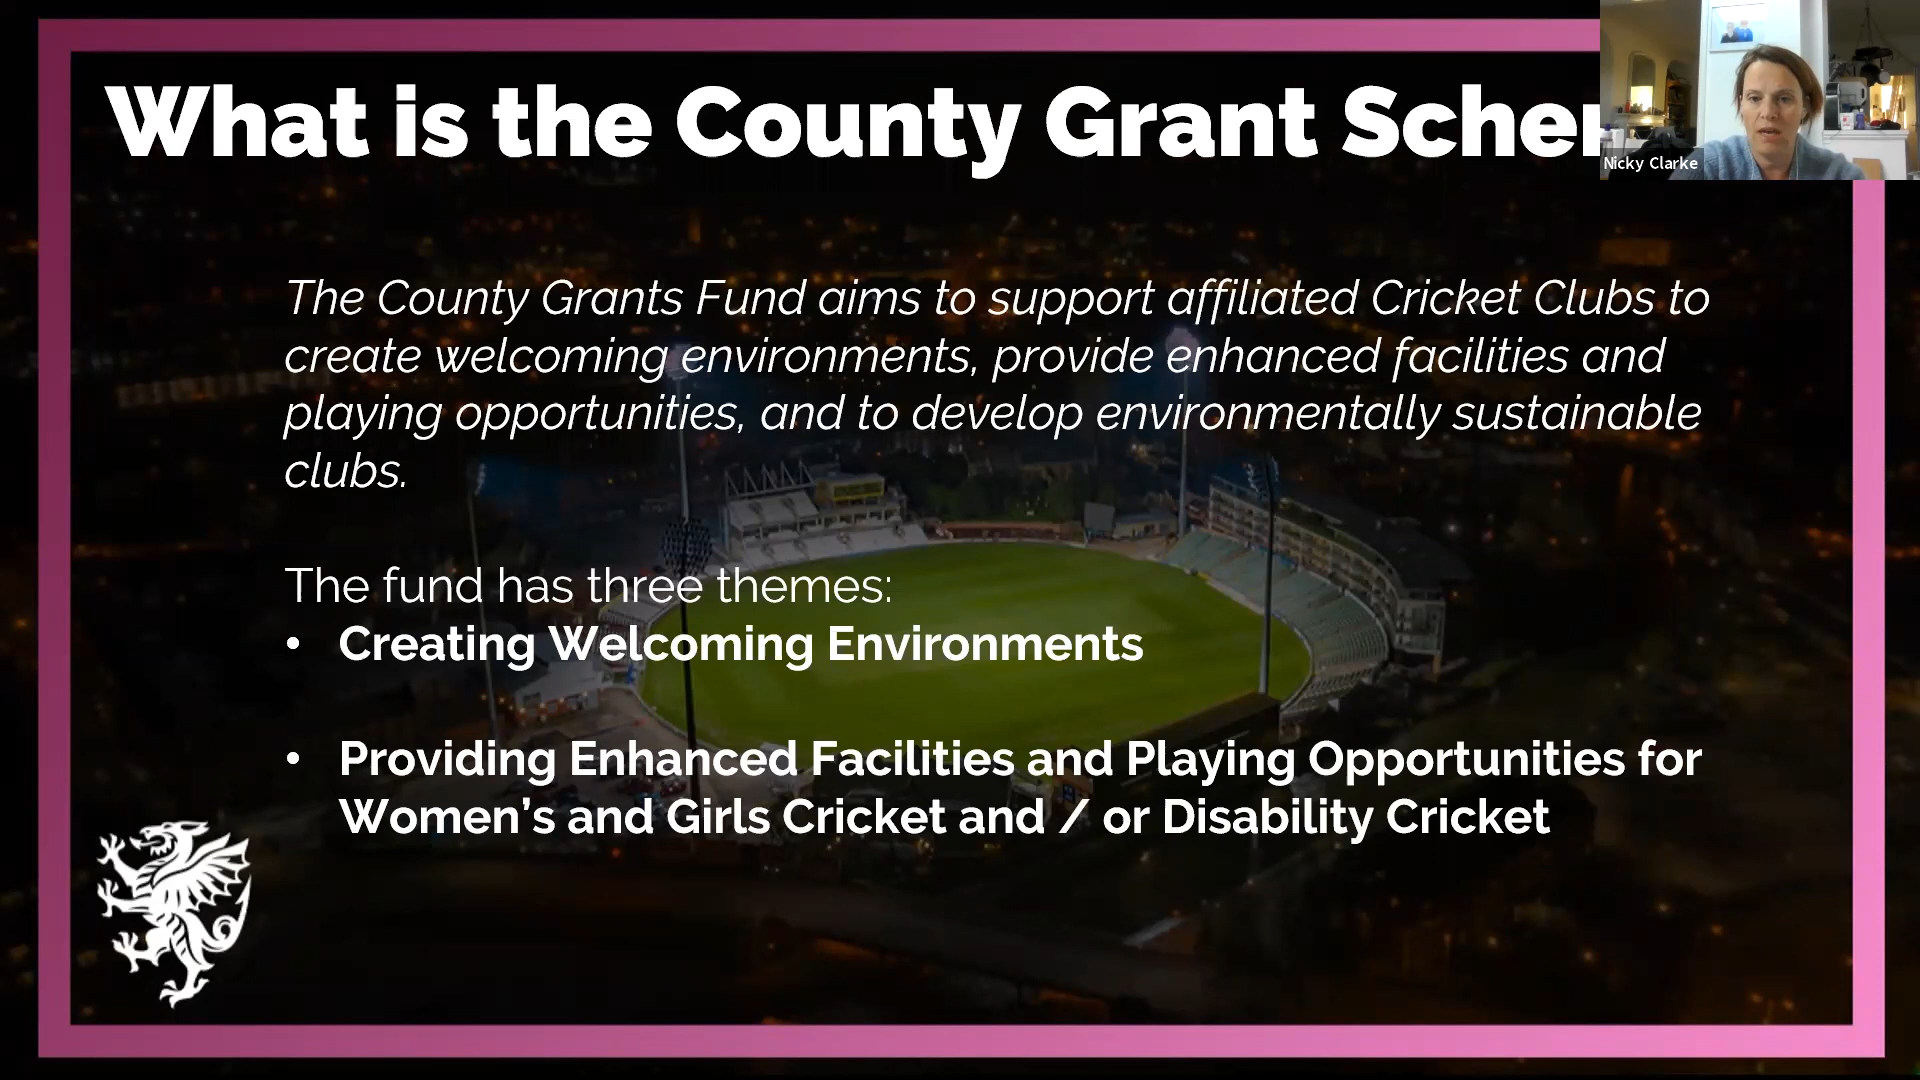 What is the County Grant Schem
Nicky Clarke
The County Grants Fund aims to support affiliated Cricket Clubs to
create welcoming environments, provide enhanced facilities and
playing opportunities, and to develop environmentally sustainable
clubs.
The fund has three themes:
• Creating Welcoming Environments
• Providing Enhanced Facilities and Playing Opportunities for
Women’s and Girls Cricket and / or Disability Cricket